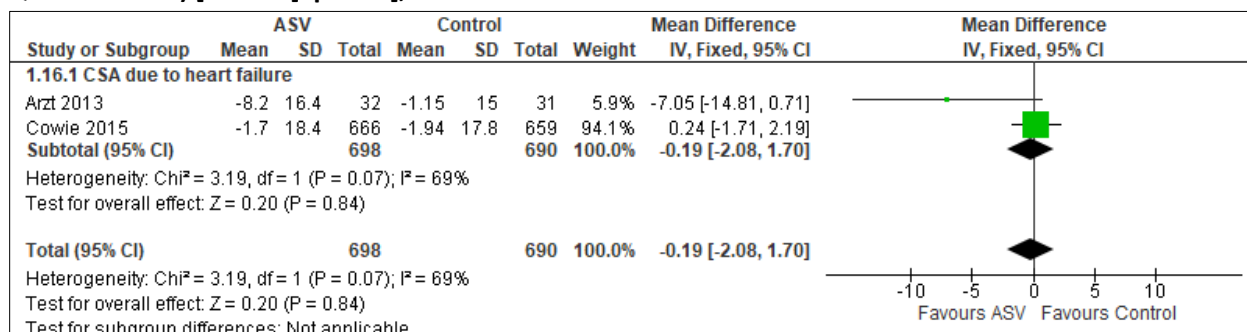 ASV Control Mean Difference Mean Difference
Study or Subgroup Mean SD Total Mean SD Total Weight IV, Fixed, 95% CI IV, Fixed, 95% CI
1.16.1 CSA due to heart failure
Arzt 2013 -8.2 16.4 32 -1.15 15 31 5.9% -7.05 [-14.81, 0.71]
Cowie 2015 -1.7 18.4 666 -1.94 17.8 659 94.1% 0.24 [-1.71, 2.19]
Subtotal (95% CI) 698 690 100.0% -0.19 [-2.08, 1.70]
Heterogeneity: Chi² = 3.19, df = 1 (P = 0.07); I² = 69%
Test for overall effect: Z = 0.20 (P = 0.84)
Total (95% CI) 698 690 100.0% -0.19 [-2.08, 1.70]
Heterogeneity: Chi² = 3.19, df = 1 (P = 0.07); I² = 69%
Test for overall effect: Z = 0.20 (P = 0.84)
Test for subgroup differences: Not applicable
-10 -5 0 5 10
Favours ASV Favours Control